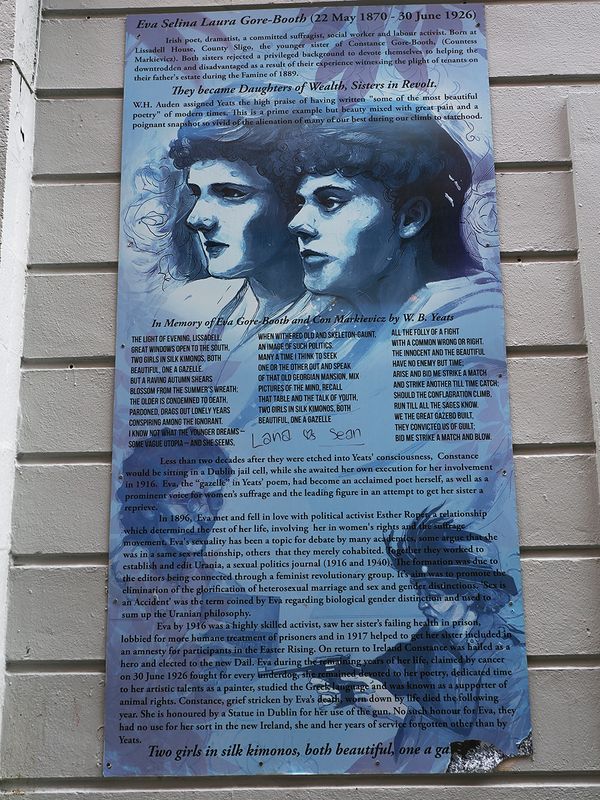 Eva Selina Laura Gore-Booth (22 May 1870 - 30 June 1926)
Irish poet, dramatist, a committed suffragist, social worker and labour activist. Born at
Lissadell House, County Sligo, the younger sister of Constance Gore-Booth, (Countess
Markievicz). Both sisters rejected a privileged background to devote themselves to helping the
downtrodden and disadvantaged as a result of their experience witnessing the plight of tenants on
their father's estate during the Famine of 1889.
They became Daughters of Wealth, Sisters in Revolt.
W.H. Auden assigned Yeats the high praise of having written "some of the most beautiful
poetry" of modern times. This is a prime example but beauty mixed with great pain and a
poignant snapshot so vivid of the alienation of many of our best during our climb to statehood.
In Memory of Eva Gore-Booth and Con Markievicz by W. B. Yeats
THE LIGHT OF EVENING, LISSADELL,
GREAT WINDOWS OPEN TO THE SOUTH,
TWO GIRLS IN SILK KIMONOS, BOTH
BEAUTIFUL, ONE A GAZELLE.
BUT A RAVING AUTUMN SHEARS
BLOSSOM FROM THE SUMMER'S WREATH;
THE OLDER IS CONDEMNED TO DEATH,
PARDONED, DRAGS OUT LONELY YEARS
CONSPIRING AMONG THE IGNORANT.
I KNOW NOT WHAT THE YOUNGER DREAMS –
SOME VAGUE UTOPIA – AND SHE SEEMS,
WHEN WITHERED OLD AND SKELETON-GAUNT,
AN IMAGE OF SUCH POLITICS.
MANY A TIME I THINK TO SEEK
ONE OR THE OTHER OUT AND SPEAK
OF THAT OLD GEORGIAN MANSION, MIX
PICTURES OF THE MIND, RECALL
THAT TABLE AND THE TALK OF YOUTH,
TWO GIRLS IN SILK KIMONOS, BOTH
BEAUTIFUL, ONE A GAZELLE
Lana ♡ Sean
ALL THE FOLLY OF A FIGHT
WITH A COMMON WRONG OR RIGHT.
THE INNOCENT AND THE BEAUTIFUL
HAVE NO ENEMY BUT TIME;
ARISE AND BID ME STRIKE A MATCH
AND STRIKE ANOTHER TILL TIME CATCH;
SHOULD THE CONFLAGRATION CLIMB,
RUN TILL ALL THE SAGES KNOW.
WE THE GREAT GAZEBO BUILT,
THEY CONVICTED US OF GUILT;
BID ME STRIKE A MATCH AND BLOW.
Less than two decades after they were etched into Yeats' consciousness, Constance
would be sitting in a Dublin jail cell, while she awaited her own execution for her involvement
in 1916. Eva, the "gazelle" in Yeats' poem, had become an acclaimed poet herself, as well as a
prominent voice for women's suffrage and the leading figure in an attempt to get her sister a
reprieve.
In 1896, Eva met and fell in love with political activist Esther Roper, a relationship
which determined the rest of her life, involving her in women's rights and the suffrage
movement. Eva's sexuality has been a topic for debate by many academics, some argue that she
was in a same sex relationship, others that they merely cohabited. Together they worked to
establish and edit Urania, a sexual politics journal (1916 and 1940), the formation was due to
the editors being connected through a feminist revolutionary group. It's aim was to promote the
elimination of the glorification of heterosexual marriage and sex and gender distinctions. 'Sex is
an Accident' was the term coined by Eva regarding biological gender distinction and used to
sum up the Uranian philosophy.
Eva by 1916 was a highly skilled activist, saw her sister's failing health in prison,
lobbied for more humane treatment of prisoners and in 1917 helped to get her sister included in
an amnesty for participants in the Easter Rising. On return to Ireland Constance was hailed as a
hero and elected to the new Dail. Eva during the remaining years of her life, claimed by cancer
on 30 June 1926 fought for every underdog, she remained devoted to her poetry, dedicated time
to her artistic talents as a painter, studied the Greek language and was known as a supporter of
animal rights. Constance, grief stricken by Eva's death, worn down by life died the following
year. She is honoured by a Statue in Dublin for her use of the gun. No such honour for Eva, they
had no use for her sort in the new Ireland, she and her years of service forgotten other than by
Yeats.
Two girls in silk kimonos, both beautiful, one a ga